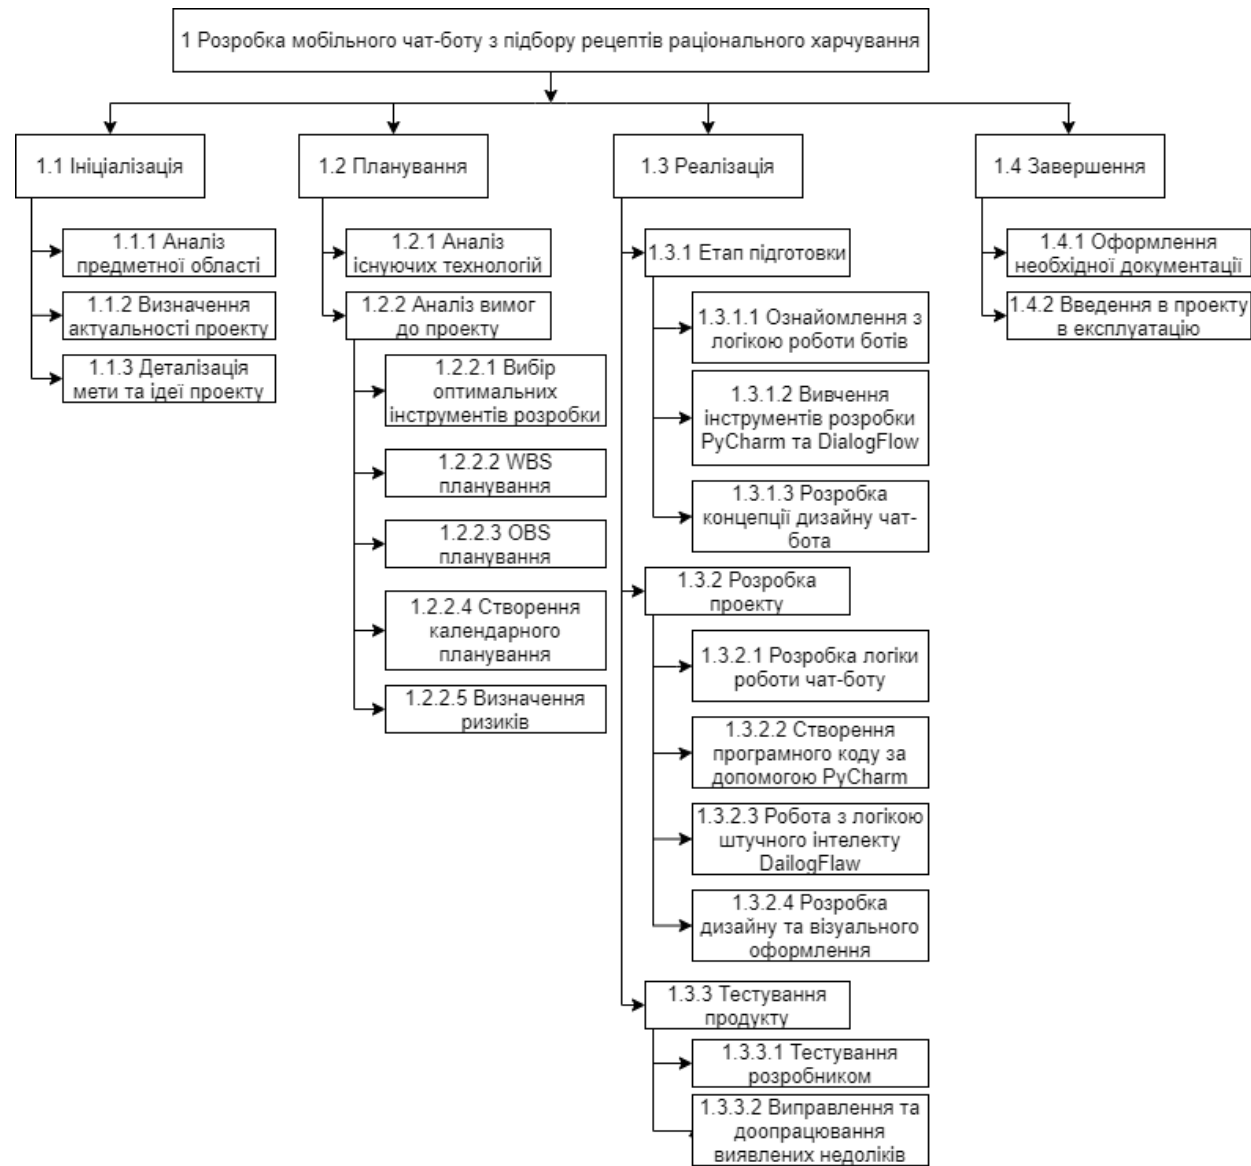 1 Розробка мобільного чат-боту з підбору рецептів раціонального харчування
1.1 Ініціалізація
1.1.1 Аналіз
предметної області
1.1.2 Визначення
актуальності проекту
1.1.3 Деталізація
мети та ідеї проекту
1.2 Планування
1.2.1 Аналіз
існуючих технологій
1.2.2 Аналіз вимог
до проекту
1.2.2.1 Вибір
оптимальних
інструментів розробки
1.2.2.2 WBS
планування
1.2.2.3 OBS
планування
1.2.2.4 Створення
календарного
планування
1.2.2.5 Визначення
ризиків
1.3 Реалізація
1.3.1 Етап підготовки
1.3.1.1 Ознайомлення з
логікою роботи ботів
1.3.1.2 Вивчення
інструментів розробки
PyCharm та DialogFlow
1.3.1.3 Розробка
концепції дизайну чат-
бота
1.3.2 Розробка
проекту
1.3.2.1 Розробка логіки
роботи чат-боту
1.3.2.2 Створення
програмного коду за
допомогою PyCharm
1.3.2.3 Робота з логікою
штучного інтелекту
DailogFlaw
1.3.2.4 Розробка
дизайну та візуального
оформлення
1.3.3 Тестування
продукту
1.3.3.1 Тестування
розробником
1.3.3.2 Виправлення та
доопрацювання
виявлених недоліків
1.4 Завершення
1.4.1 Оформлення
необхідної документації
1.4.2 Введення в проекту
в експлуатацію